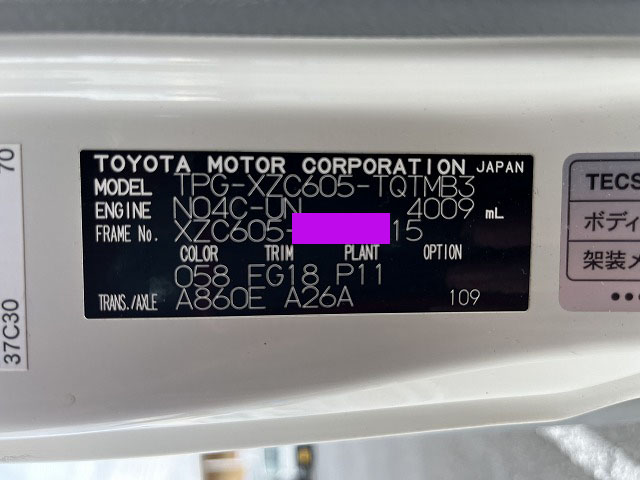 TOYOTA MOTOR CORPORATION JAPAN
MODEL TPG-XZC605-TQTMB3
ENGINE N04C-UN 4009 mL
FRAME No. XZC605- 15
COLOR TRIM PLANT OPTION
058 FG18 P11
TRANS./AXLE A860E A26A 109
37C30 70
TECS
ボディ
架装メ